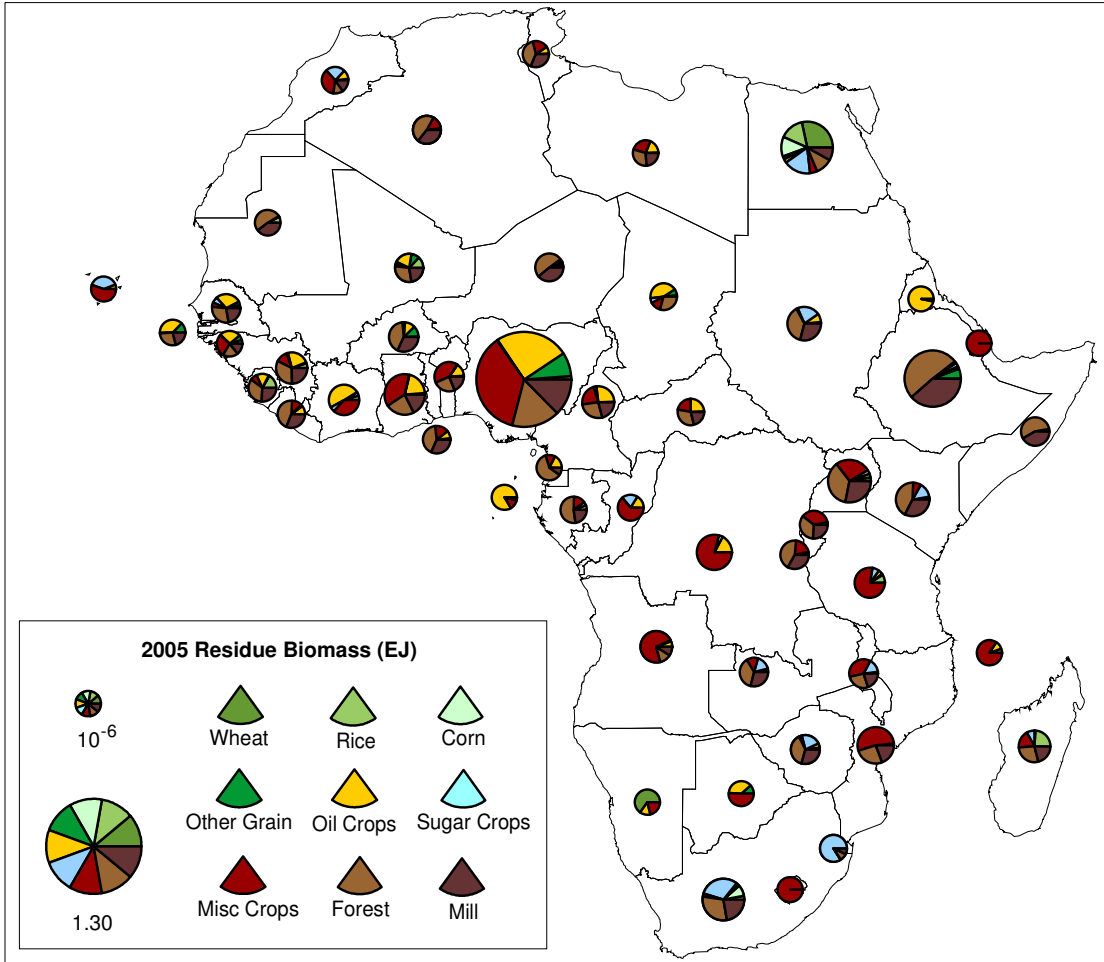 2005 Residue Biomass (EJ)
10⁻⁶
Wheat Rice Corn
Other Grain Oil Crops Sugar Crops
Misc Crops Forest Mill
1.30